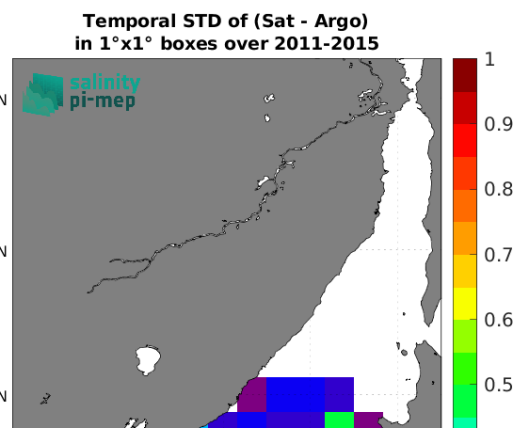 Temporal STD of (Sat - Argo)
in 1°x1° boxes over 2011-2015
salinity
pi-mep
N
N
N
1
0.9
0.8
0.7
0.6
0.5